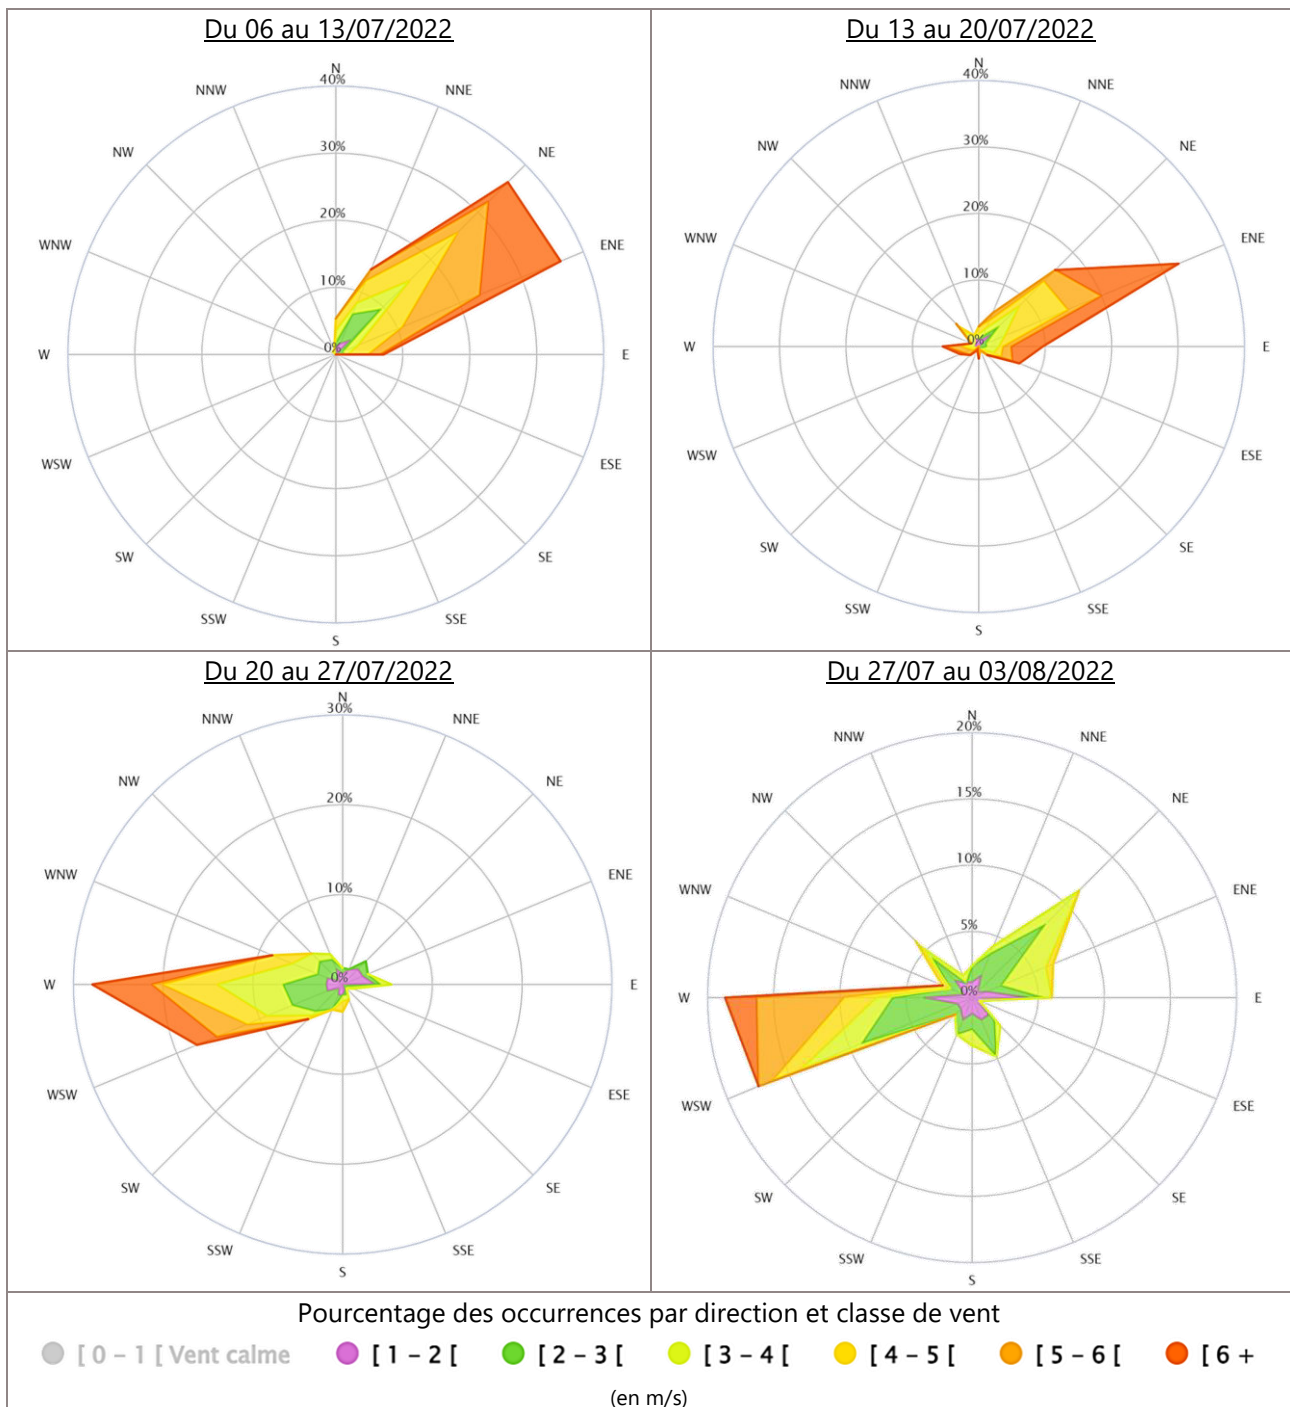 Du 06 au 13/07/2022
N
40%
NNW
NNE
30%
NW
NE
20%
WNW
ENE
10%
0%
W
E
WSW
ESE
SW
SE
SSW
SSE
S
Du 13 au 20/07/2022
N
40%
NNW
NNE
30%
NW
NE
20%
WNW
ENE
10%
0%
W
E
WSW
ESE
SW
SE
SSW
SSE
S
Du 20 au 27/07/2022
N
30%
NNW
NNE
NW
NE
20%
WNW
ENE
10%
0%
W
E
WSW
ESE
SW
SE
SSW
SSE
S
Du 27/07 au 03/08/2022
N
20%
NNW
NNE
15%
NW
NE
10%
WNW
ENE
5%
0%
W
E
WSW
ESE
SW
SE
SSW
SSE
S
Pourcentage des occurrences par direction et classe de vent
[ 0 – 1 [ Vent calme [ 1 – 2 [ [ 2 – 3 [ [ 3 – 4 [ [ 4 – 5 [ [ 5 – 6 [ [ 6 +
(en m/s)